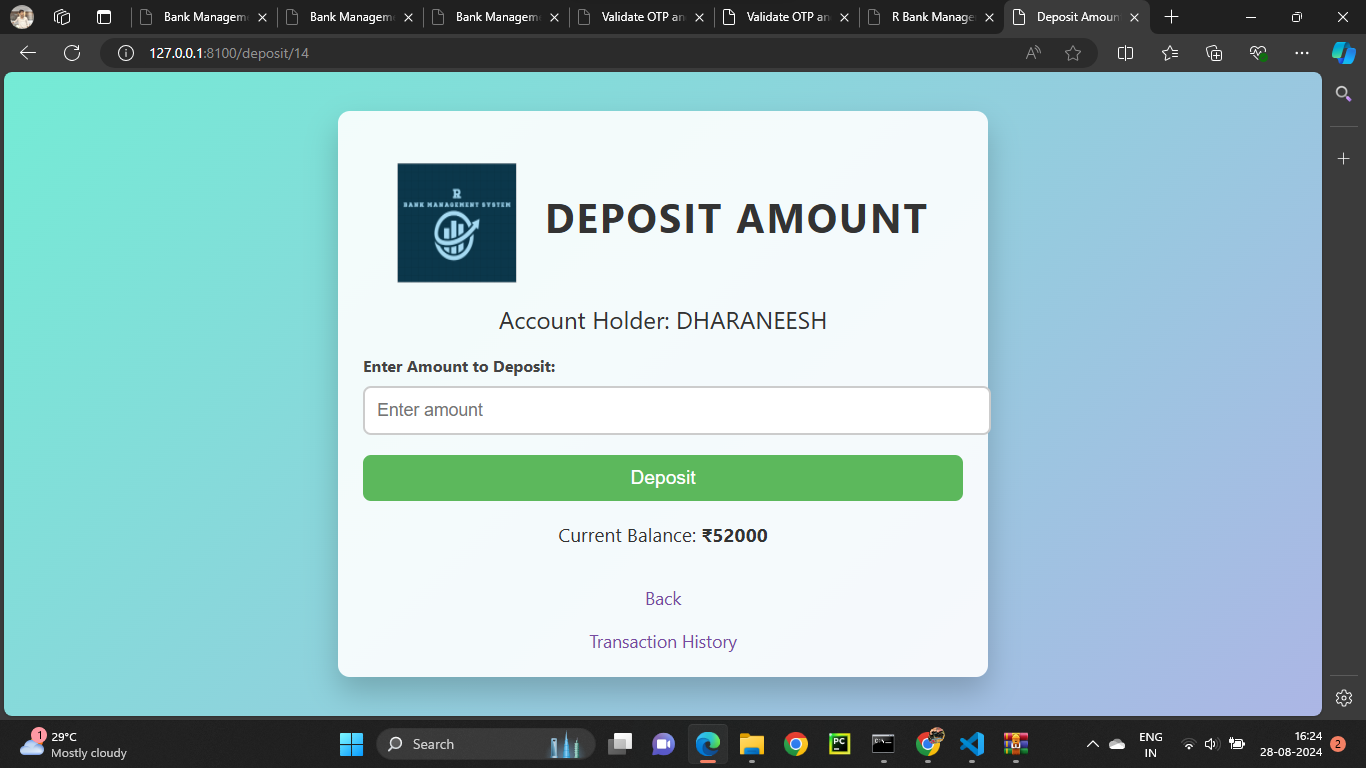 Bank Managem
Bank Managem
Bank Managem
Validate OTP an
Validate OTP an
R Bank Manage
Deposit Amoun
127.0.0.1:8100/deposit/14
R
BANK MANAGEMENT SYSTEM
DEPOSIT AMOUNT
Account Holder: DHARANEESH
Enter Amount to Deposit:
Enter amount
Deposit
Current Balance: ₹52000
Back
Transaction History
1
29°C
Mostly cloudy
Search
PC
ENG
IN
16:24
28-08-2024
2